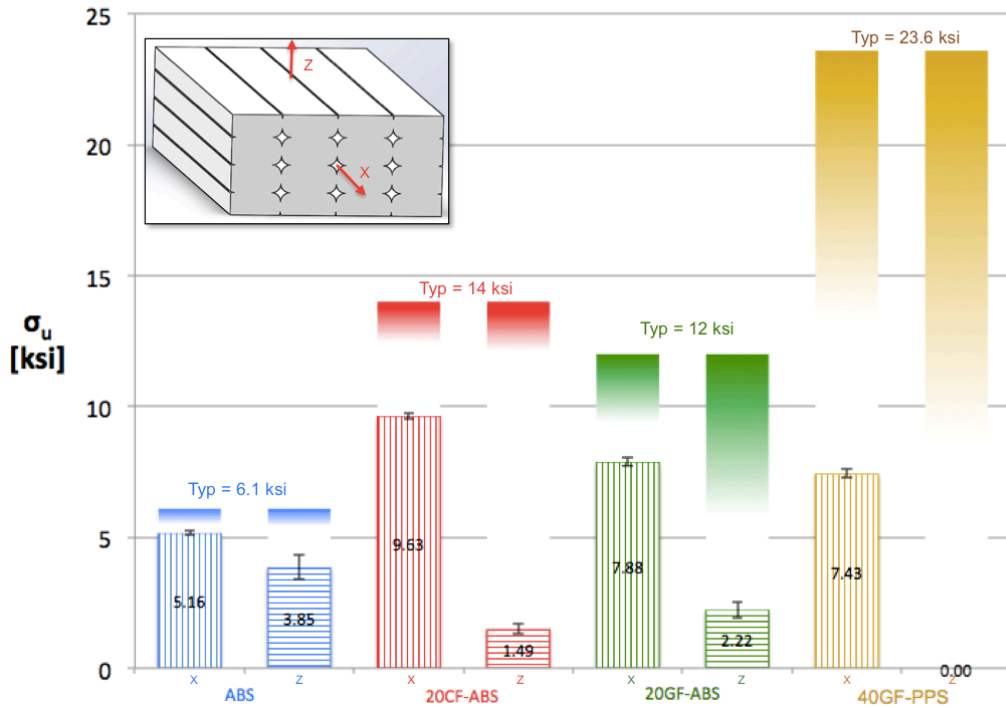 25
Typ = 23.6 ksi
Z
X
20
15
Typ = 14 ksi
Typ = 12 ksi
σu
[ksi]
10
Typ = 6.1 ksi
5
9.63
7.88
7.43
5.16
3.85
2.22
1.49
0
0.00
X Z X Z X Z X Z
ABS 20CF-ABS 20GF-ABS 40GF-PPS